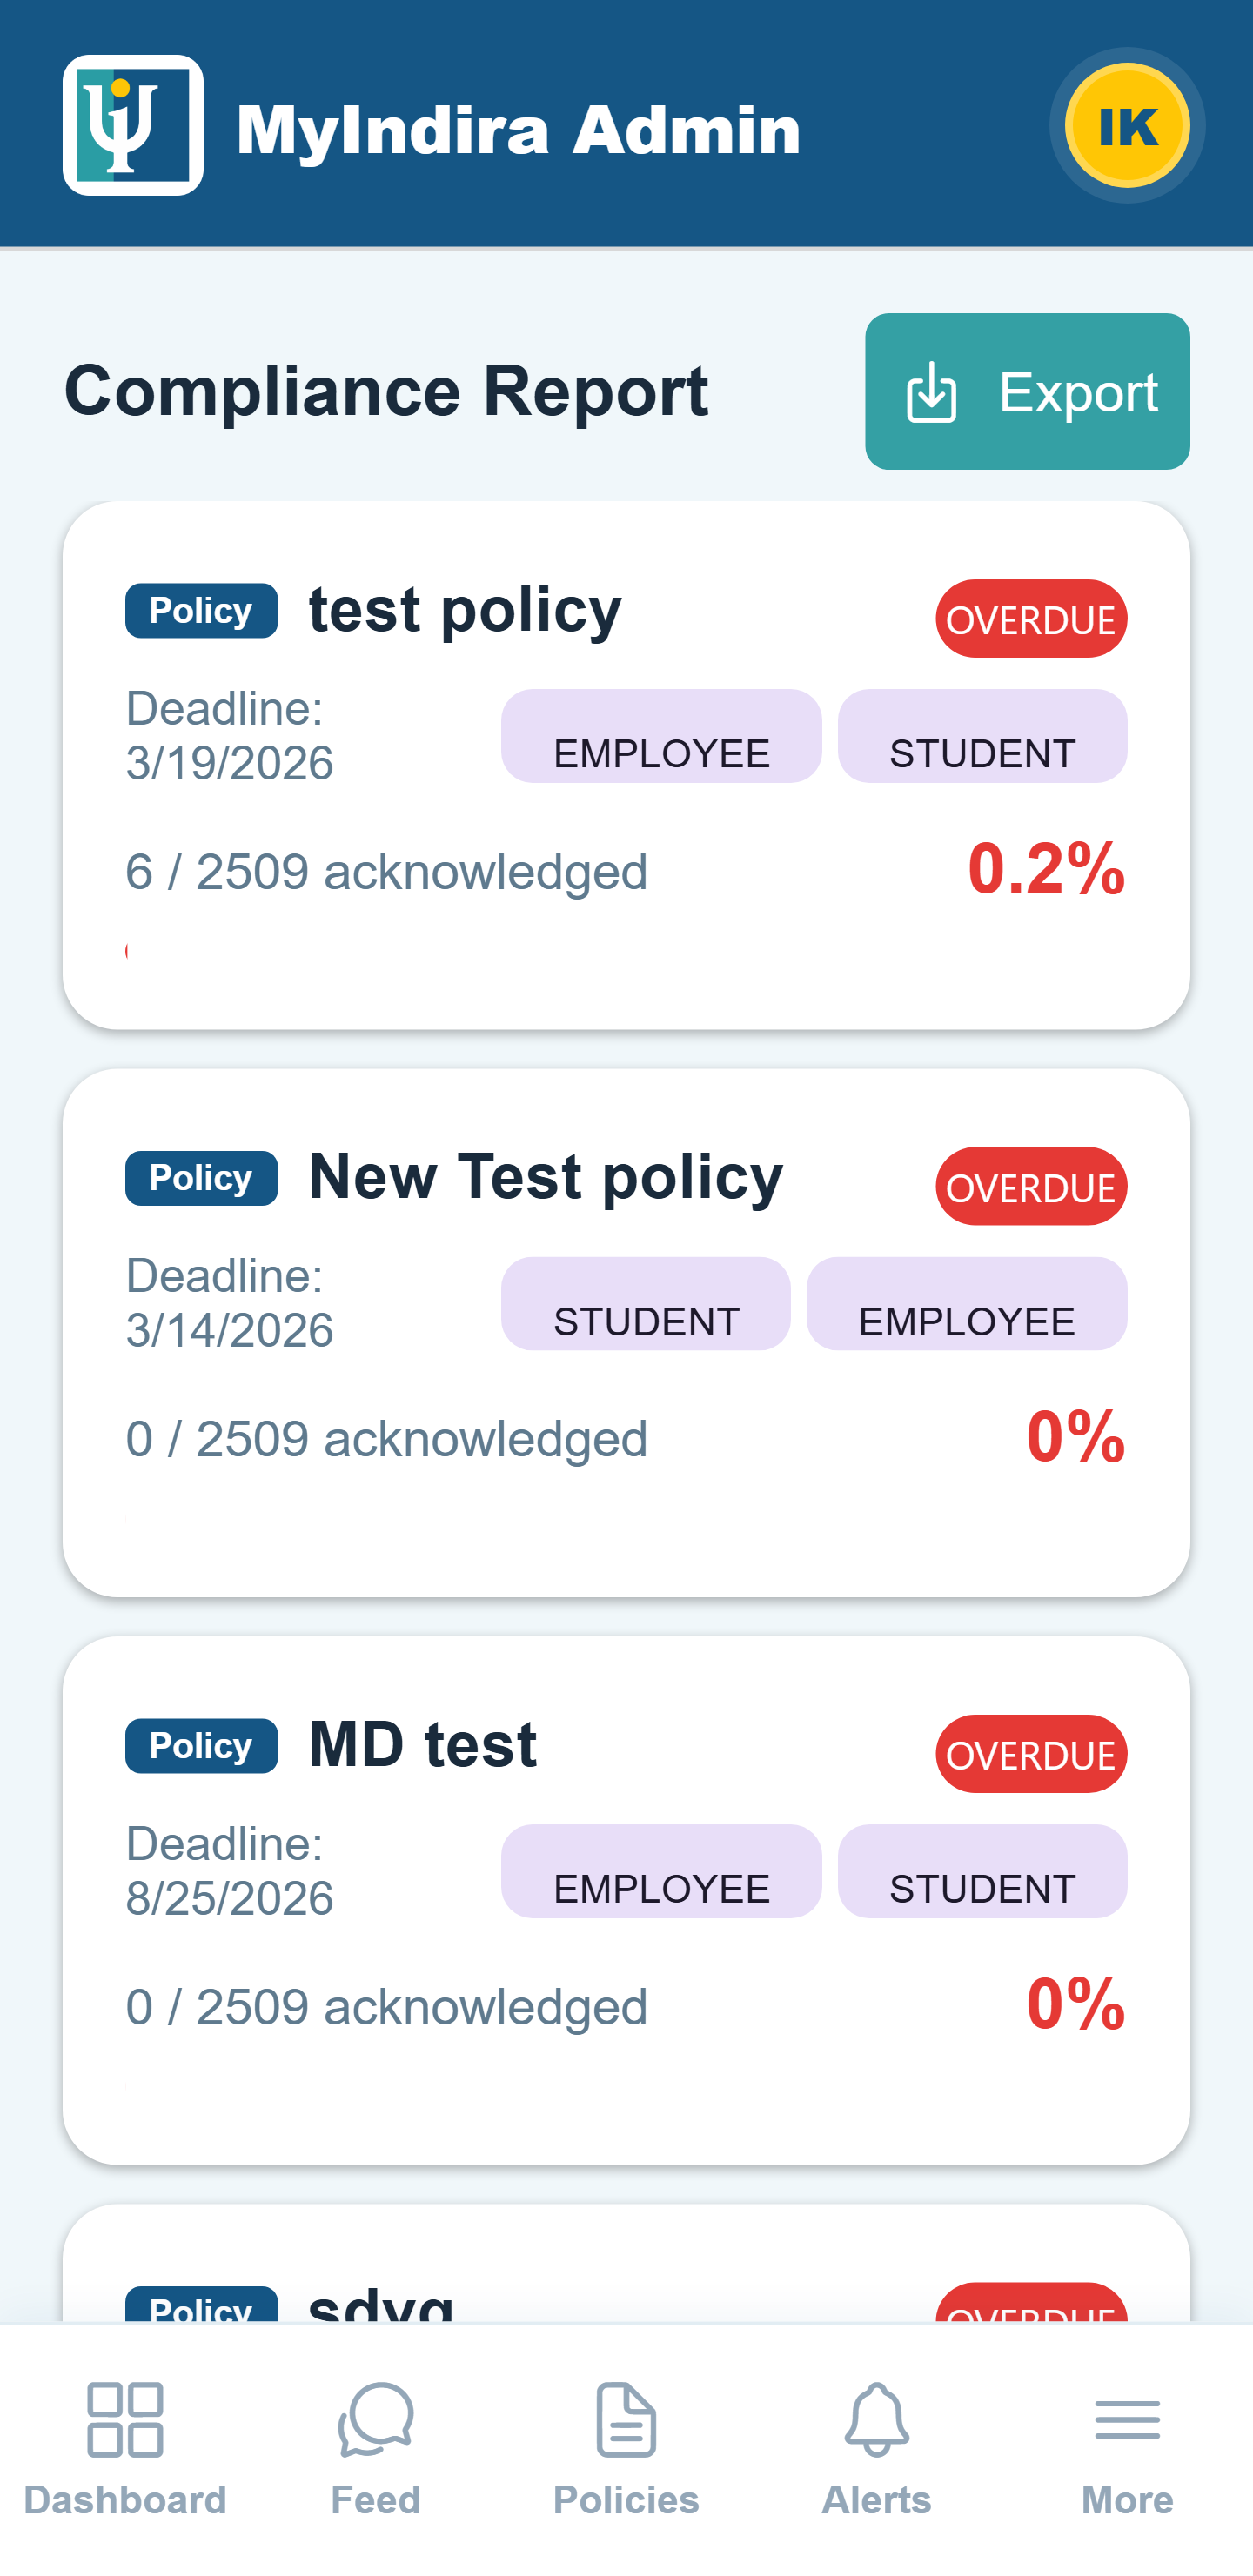 MyIndira Admin
IK
Compliance Report
Export
Policy test policy OVERDUE
Deadline:
3/19/2026
EMPLOYEE STUDENT
6 / 2509 acknowledged 0.2%
Policy New Test policy OVERDUE
Deadline:
3/14/2026
STUDENT EMPLOYEE
0 / 2509 acknowledged 0%
Policy MD test OVERDUE
Deadline:
8/25/2026
EMPLOYEE STUDENT
0 / 2509 acknowledged 0%
Policy OVERDUE
Dashboard Feed Policies Alerts More